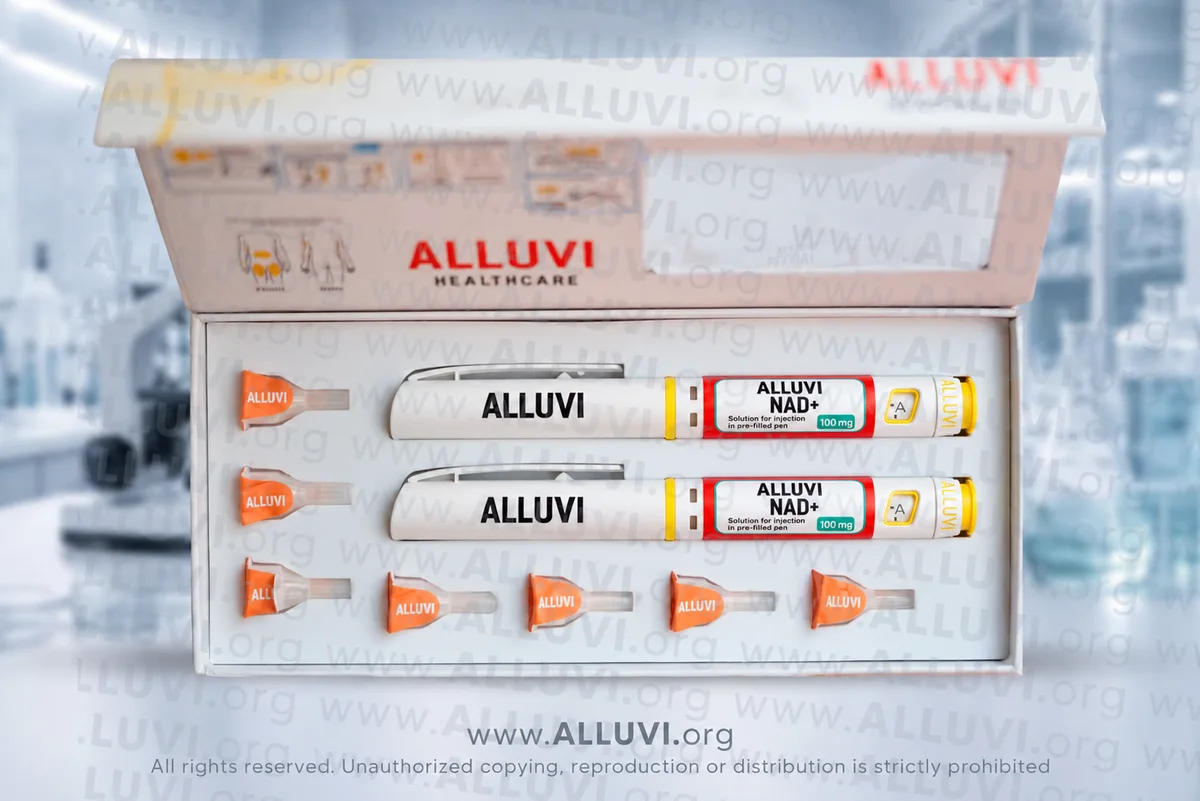 ALLUVI
ALLUVI
HEALTHCARE
ALLUVI
ALLUVI
ALLUVI
NAD+
Solution for injection
in pre-filled pen
100 mg
A
ALLUVI
ALLUVI
ALLUVI
ALLUVI
NAD+
Solution for injection
in pre-filled pen
100 mg
A
ALLUVI
ALL
ALLUVI
ALLUVI
ALLUVI
ALLUVI
www.ALLUVI.org
All rights reserved. Unauthorized copying, reproduction or distribution is strictly prohibited